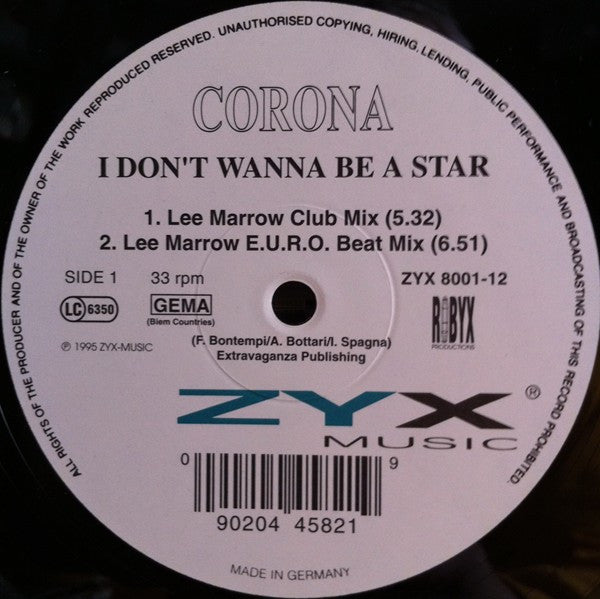 ALL RIGHTS OF THE PRODUCER AND OF THE OWNER OF THE WORK REPRODUCED RESERVED. UNAUTHORISED COPYING, HIRING, LENDING, PUBLIC PERFORMANCE AND BROADCASTING OF THIS RECORD PROHIBITED.
CORONA
I DON'T WANNA BE A STAR
1. Lee Marrow Club Mix (5.32)
2. Lee Marrow E.U.R.O. Beat Mix (6.51)
SIDE 1 33 rpm ZYX 8001-12
LC 6350 GEMA
(Biem Countries)
ROBYX
PRODUCTIONS
℗ 1995 ZYX-MUSIC
(F. Bontempi/A. Bottari/I. Spagna)
Extravaganza Publishing
ZYX ®
MUSIC
0 9
90204 45821
MADE IN GERMANY